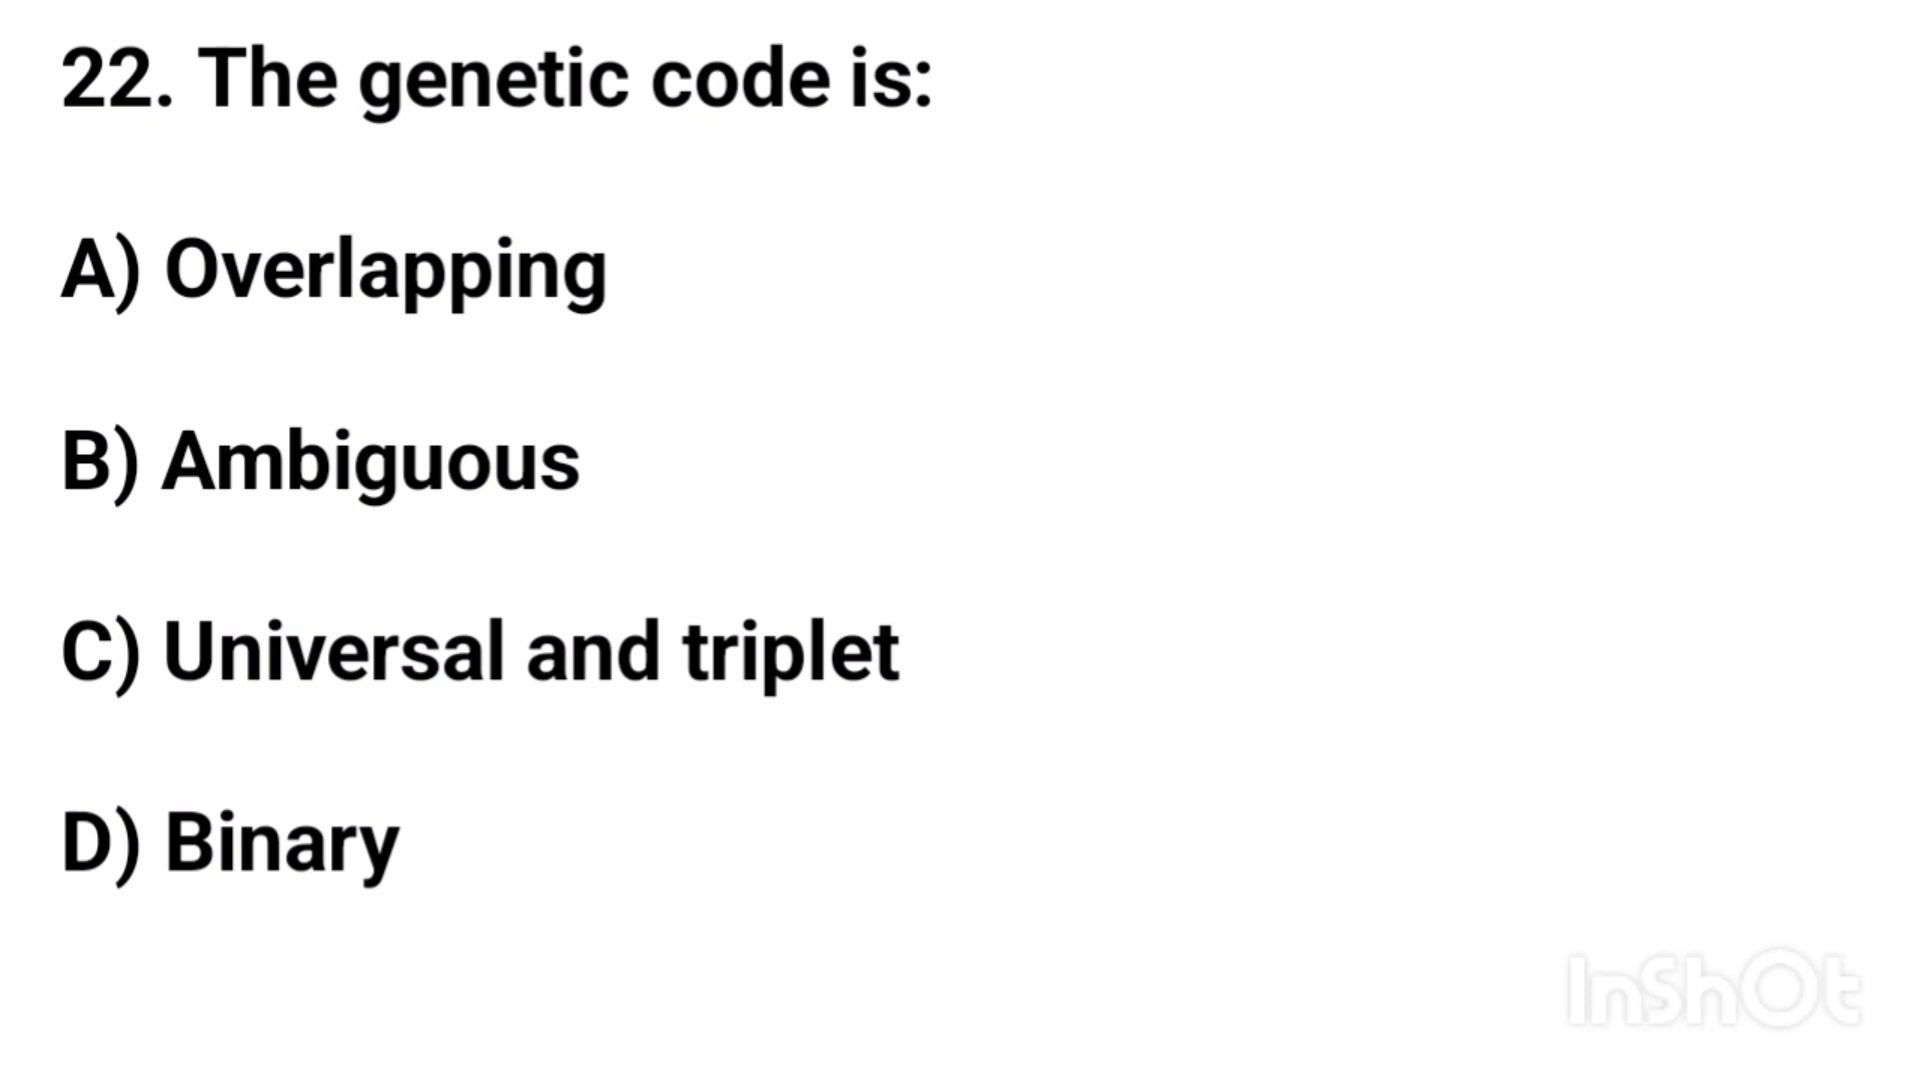 22. The genetic code is:
A) Overlapping
B) Ambiguous
C) Universal and triplet
D) Binary
InShOt